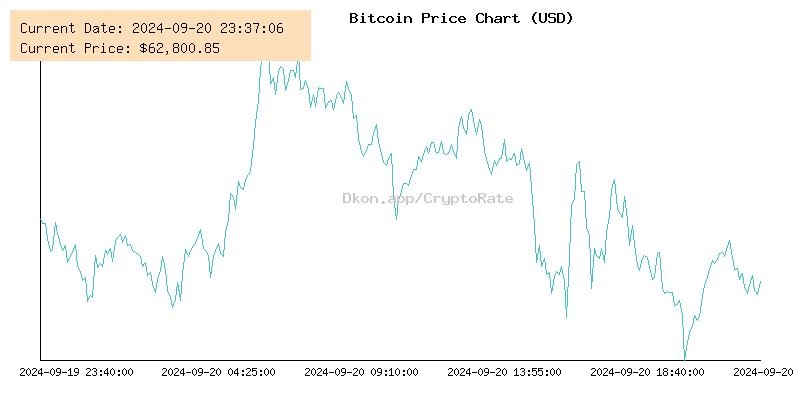 Bitcoin Price Chart (USD)
Current Date: 2024-09-20 23:37:06
Current Price: $62,800.85
Dkon.app/CryptoRate
2024-09-19 23:40:00 2024-09-20 04:25:00 2024-09-20 09:10:00 2024-09-20 13:55:00 2024-09-20 18:40:00 2024-09-20